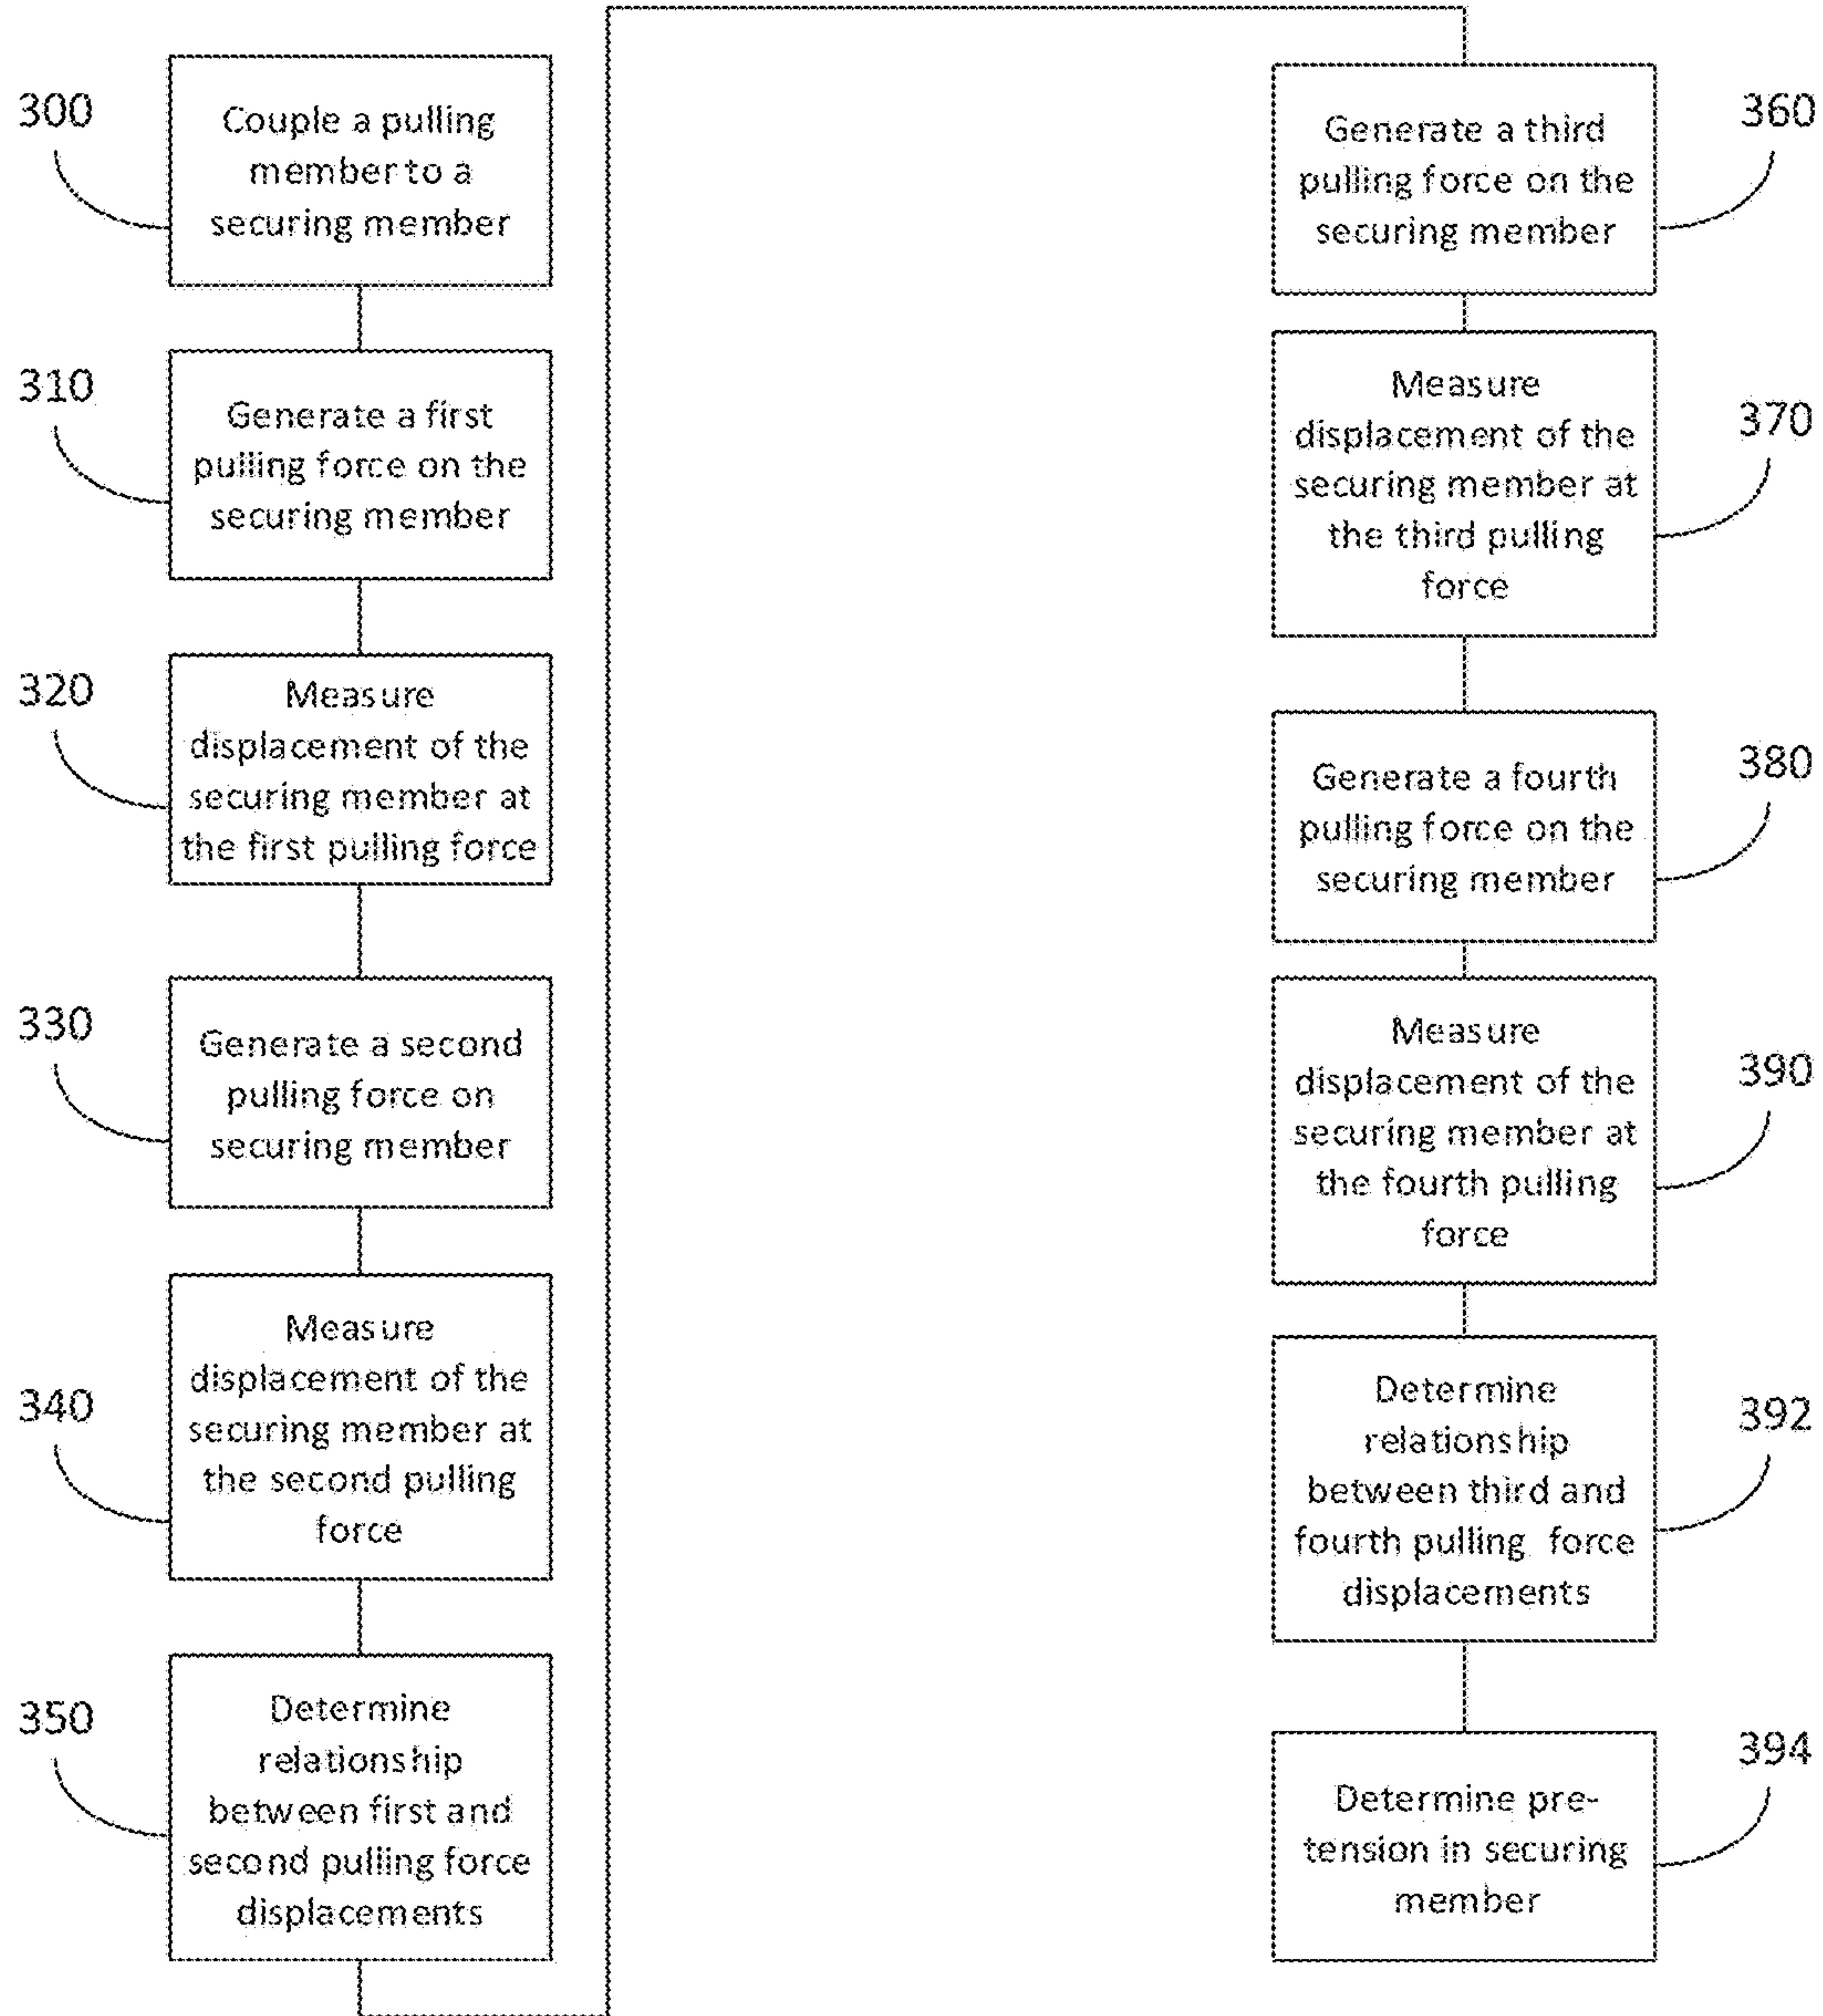 300
Couple a pulling
member to a
securing member
310
Generate a first
pulling force on the
securing member
320
Measure
displacement of the
securing member at
the first pulling force
330
Generate a second
pulling force on
securing member
340
Measure
displacement of the
securing member at
the second pulling
force
350
Determine
relationship
between first and
second pulling force
displacements
360
Generate a third
pulling force on the
securing member
370
Measure
displacement of the
securing member at
the third pulling
force
380
Generate a fourth
pulling force on the
securing member
390
Measure
displacement of the
securing member at
the fourth pulling
force
392
Determine
relationship
between third and
fourth pulling force
displacements
394
Determine pre-
tension in securing
member